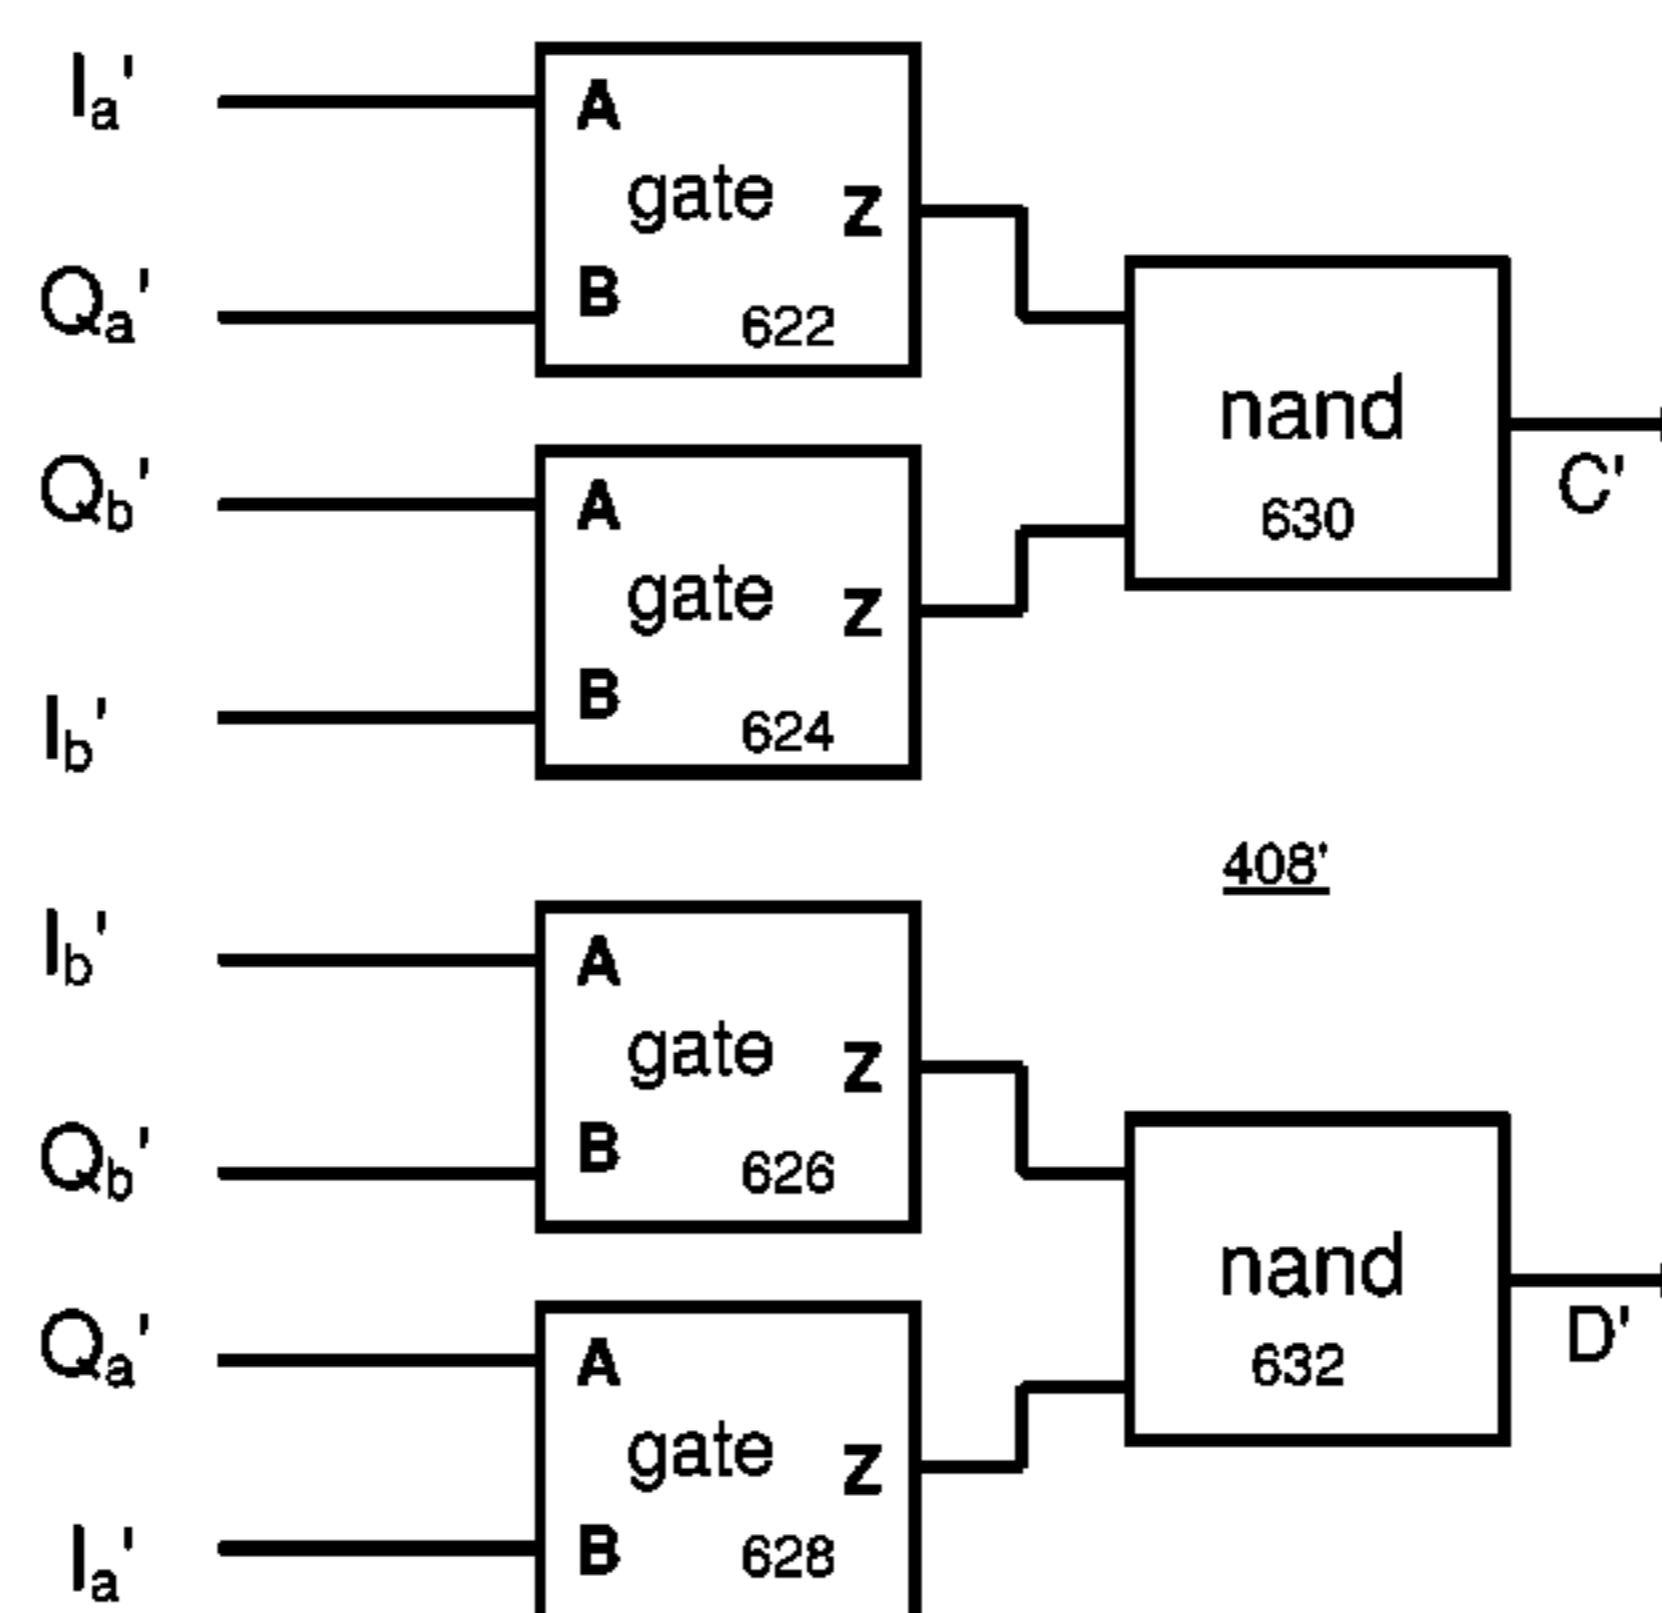 Ia'
A
gate
Z
Qa'
B
622
nand
630
C'
Qb'
A
gate
Z
Ib'
B
624
408'
Ib'
A
gate
Z
Qb'
B
626
nand
632
D'
Qa'
A
gate
Z
Ia'
B
628